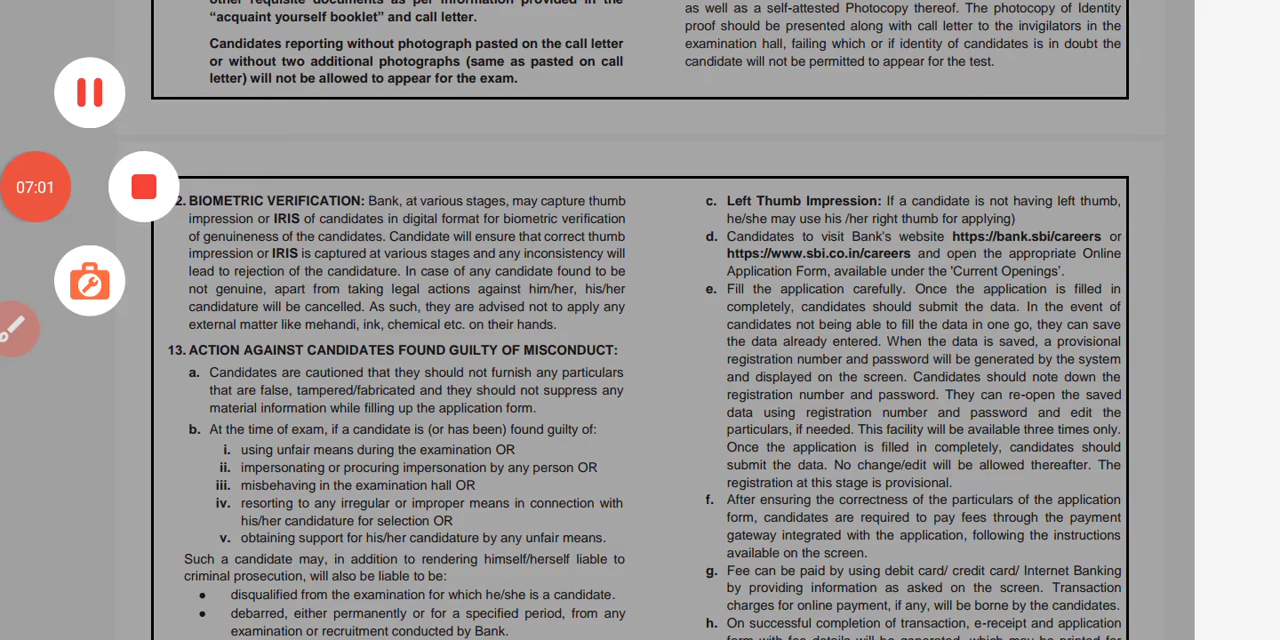 other requisite documents as per information provided in the
“acquaint yourself booklet” and call letter.
Candidates reporting without photograph pasted on the call letter
or without two additional photographs (same as pasted on call
letter) will not be allowed to appear for the exam.
as well as a self-attested Photocopy thereof. The photocopy of Identity
proof should be presented along with call letter to the invigilators in the
examination hall, failing which or if identity of candidates is in doubt the
candidate will not be permitted to appear for the test.
07:01
2. BIOMETRIC VERIFICATION: Bank, at various stages, may capture thumb
impression or IRIS of candidates in digital format for biometric verification
of genuineness of the candidates. Candidate will ensure that correct thumb
impression or IRIS is captured at various stages and any inconsistency will
lead to rejection of the candidature. In case of any candidate found to be
not genuine, apart from taking legal actions against him/her, his/her
candidature will be cancelled. As such, they are advised not to apply any
external matter like mehandi, ink, chemical etc. on their hands.
13. ACTION AGAINST CANDIDATES FOUND GUILTY OF MISCONDUCT:
a. Candidates are cautioned that they should not furnish any particulars
that are false, tampered/fabricated and they should not suppress any
material information while filling up the application form.
b. At the time of exam, if a candidate is (or has been) found guilty of:
i. using unfair means during the examination OR
ii. impersonating or procuring impersonation by any person OR
iii. misbehaving in the examination hall OR
iv. resorting to any irregular or improper means in connection with
his/her candidature for selection OR
v. obtaining support for his/her candidature by any unfair means.
Such a candidate may, in addition to rendering himself/herself liable to
criminal prosecution, will also be liable to be:
● disqualified from the examination for which he/she is a candidate.
● debarred, either permanently or for a specified period, from any
examination or recruitment conducted by Bank.
c. Left Thumb Impression: If a candidate is not having left thumb,
he/she may use his /her right thumb for applying)
d. Candidates to visit Bank's website https://bank.sbi/careers or
https://www.sbi.co.in/careers and open the appropriate Online
Application Form, available under the 'Current Openings'.
e. Fill the application carefully. Once the application is filled in
completely, candidates should submit the data. In the event of
candidates not being able to fill the data in one go, they can save
the data already entered. When the data is saved, a provisional
registration number and password will be generated by the system
and displayed on the screen. Candidates should note down the
registration number and password. They can re-open the saved
data using registration number and password and edit the
particulars, if needed. This facility will be available three times only.
Once the application is filled in completely, candidates should
submit the data. No change/edit will be allowed thereafter. The
registration at this stage is provisional.
f. After ensuring the correctness of the particulars of the application
form, candidates are required to pay fees through the payment
gateway integrated with the application, following the instructions
available on the screen.
g. Fee can be paid by using debit card/ credit card/ Internet Banking
by providing information as asked on the screen. Transaction
charges for online payment, if any, will be borne by the candidates.
h. On successful completion of transaction, e-receipt and application
form with fee details will be generated, which may be printed for